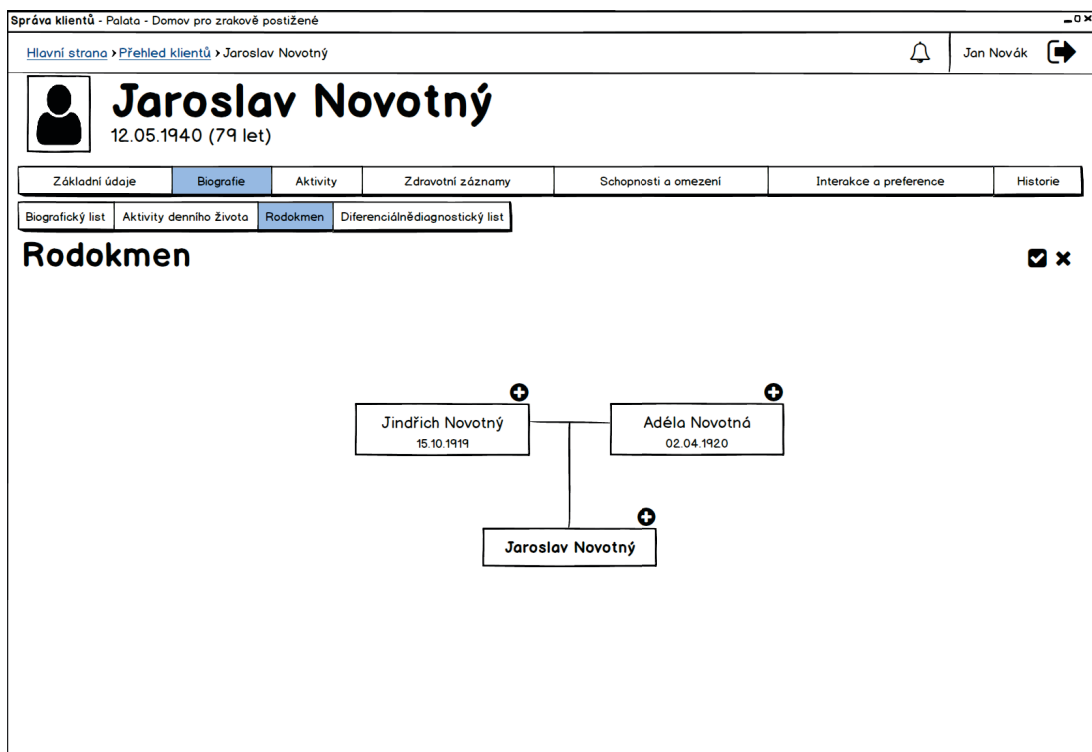 Správa klientů - Palata - Domov pro zrakově postižené
Hlavní strana › Přehled klientů › Jaroslav Novotný
Jan Novák
Jaroslav Novotný
12.05.1940 (79 let)
Základní údaje Biografie Aktivity Zdravotní záznamy Schopnosti a omezení Interakce a preference Historie
Biografický list Aktivity denního života Rodokmen Diferenciálnědiagnostický list
Rodokmen
Jindřich Novotný Adéla Novotná
15.10.1919 02.04.1920
Jaroslav Novotný